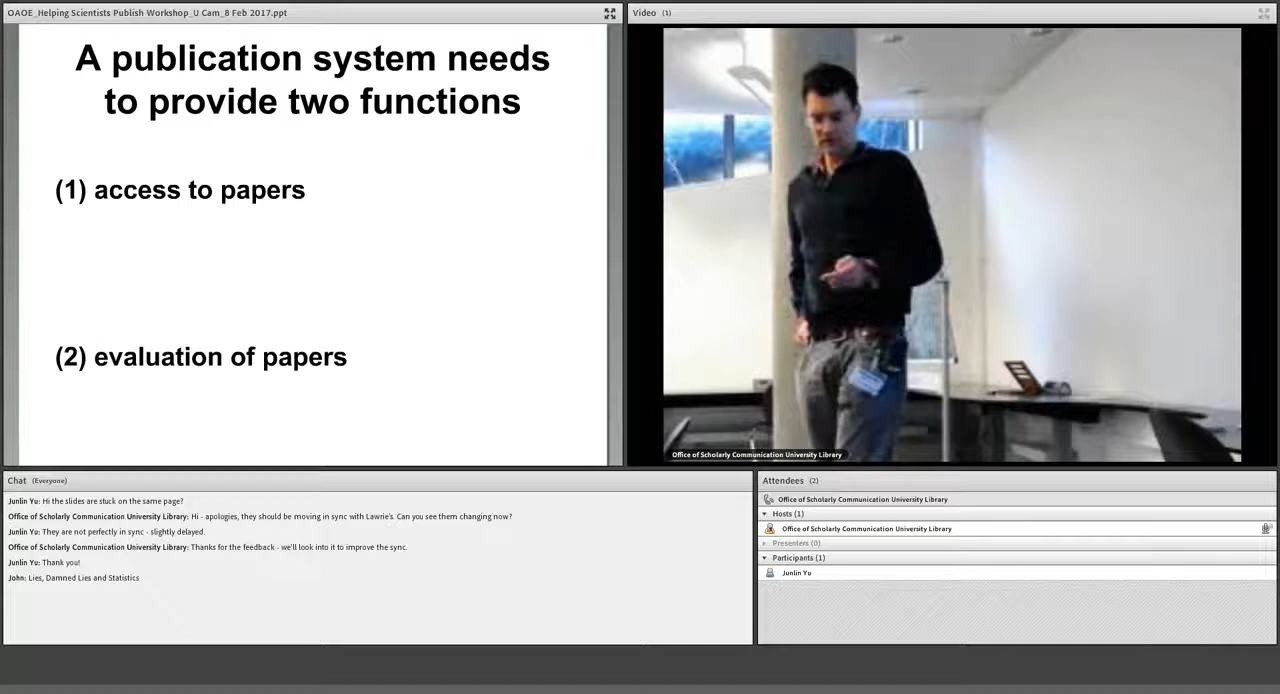 OAOE_Helping Scientists Publish Workshop_U Cam_8 Feb 2017.ppt
A publication system needs
to provide two functions
(1) access to papers
(2) evaluation of papers
Video (1)
Office of Scholarly Communication University Library
Chat (Everyone)
Junlin Yu: Hi the slides are stuck on the same page?
Office of Scholarly Communication University Library: Hi - apologies, they should be moving in sync with Lawrie's. Can you see them changing now?
Junlin Yu: They are not perfectly in sync - slightly delayed.
Office of Scholarly Communication University Library: Thanks for the feedback - we'll look into it to improve the sync.
Junlin Yu: Thank you!
John: Lies, Damned Lies and Statistics
Attendees (2)
Office of Scholarly Communication University Library
Hosts (1)
Office of Scholarly Communication University Library
Presenters (0)
Participants (1)
Junlin Yu